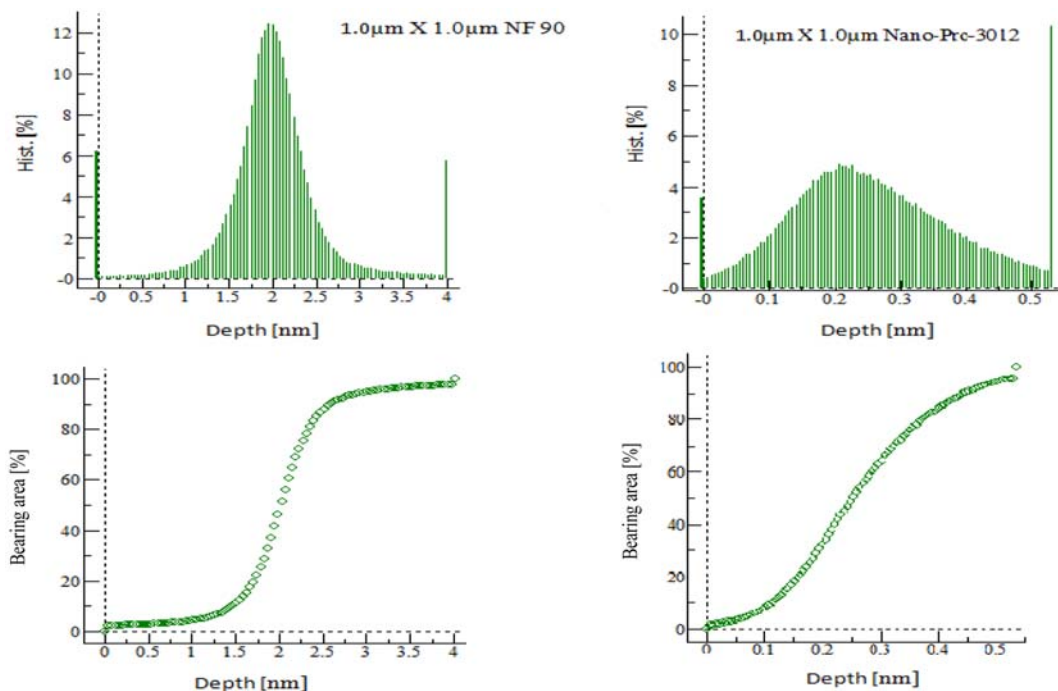 1.0µm X 1.0µm NF 90
Hist. [%]
12
10
8
6
4
2
-0
-0 0.5 1 1.5 2 2.5 3 3.5 4
Depth [nm]
1.0µm X 1.0µm Nano-Pro-3012
Hist. [%]
10
8
6
4
2
-0
-0 0.1 0.2 0.3 0.4 0.5
Depth [nm]
Bearing area [%]
100
80
60
40
20
0
0 0.5 1 1.5 2 2.5 3 3.5 4
Depth [nm]
Bearing area [%]
100
80
60
40
20
0
0 0.1 0.2 0.3 0.4 0.5
Depth [nm]